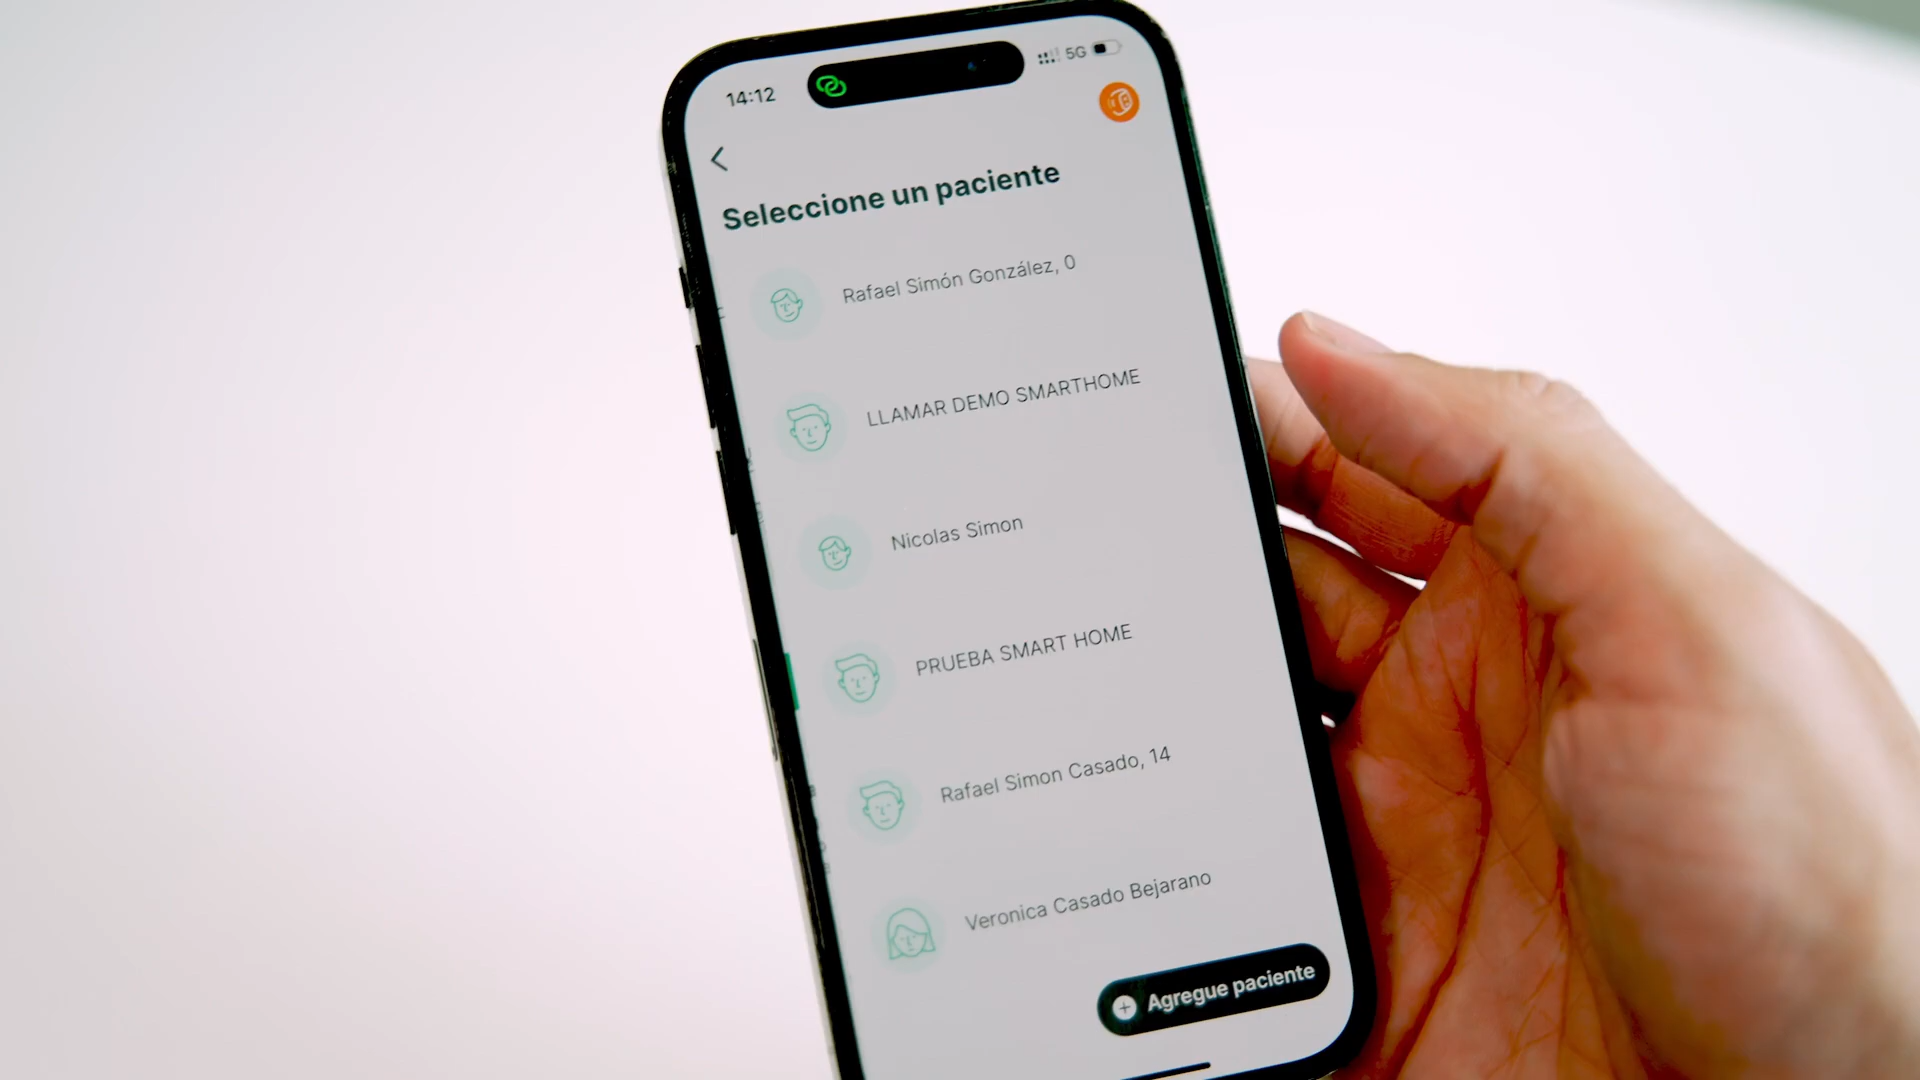 14:12
5G
Seleccione un paciente
Rafael Simón González, 0
LLAMAR DEMO SMARTHOME
Nicolas Simon
PRUEBA SMART HOME
Rafael Simon Casado, 14
Veronica Casado Bejarano
Agregue paciente